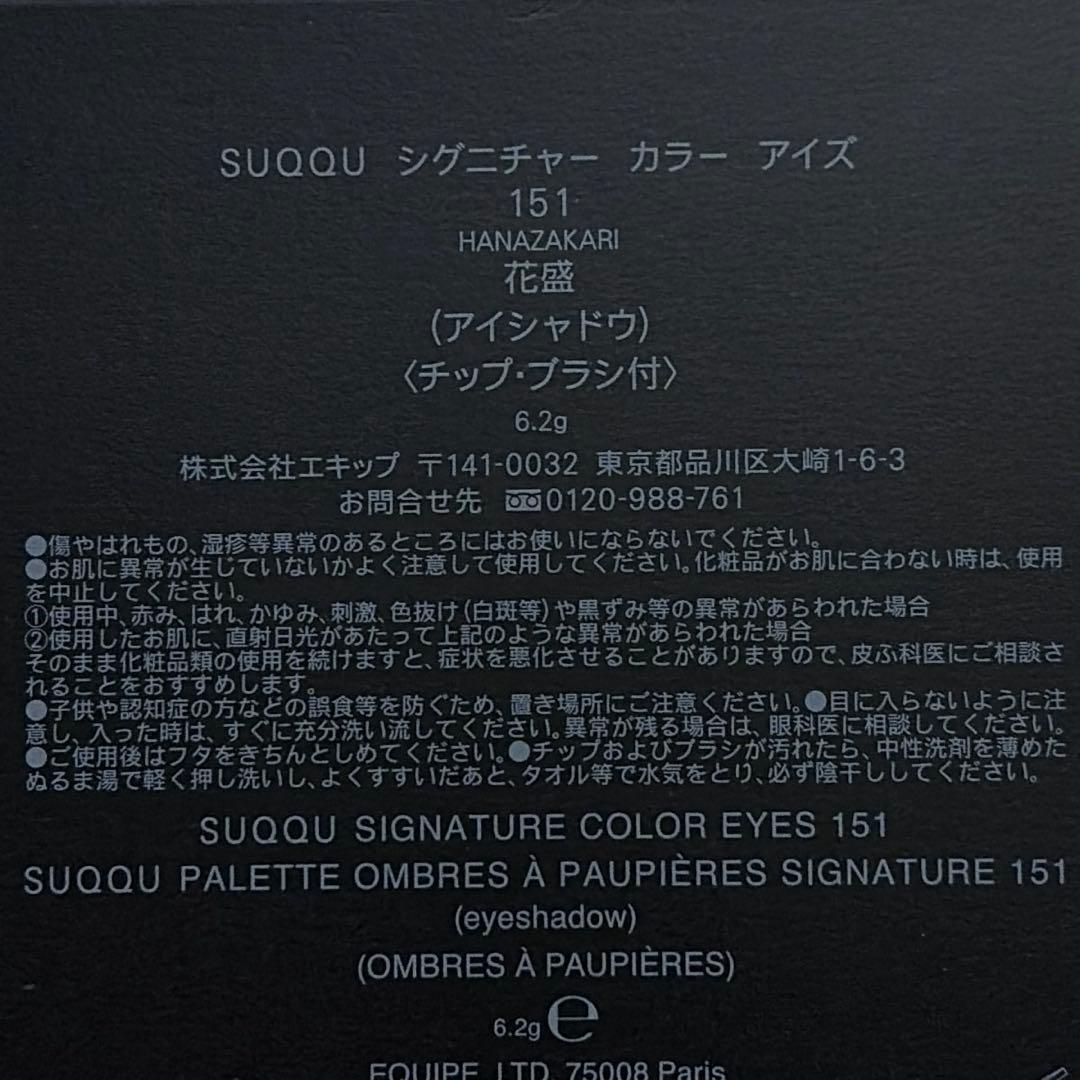 SUQQU シグニチャー カラー アイズ
151
HANAZAKARI
花盛
(アイシャドウ)
〈チップ・ブラシ付〉
6.2g
株式会社エキップ 〒141-0032 東京都品川区大崎1-6-3
お問合せ先 0120-988-761
●傷やはれもの、湿疹等異常のあるところにはお使いにならないでください。
●お肌に異常が生じていないかよく注意して使用してください。化粧品がお肌に合わない時は、使用
を中止してください。
①使用中、赤み、はれ、かゆみ、刺激、色抜け(白斑等)や黒ずみ等の異常があらわれた場合
②使用したお肌に、直射日光があたって上記のような異常があらわれた場合
そのまま化粧品類の使用を続けますと、症状を悪化させることがありますので、皮ふ科医にご相談さ
れることをおすすめします。
●子供や認知症の方などの誤食等を防ぐため、置き場所にご注意ください。●目に入らないように注
意し、入った時は、すぐに充分洗い流してください。異常が残る場合は、眼科医に相談してください。
●ご使用後はフタをきちんとしめてください。●チップおよびブラシが汚れたら、中性洗剤を薄めた
ぬるま湯で軽く押し洗いし、よくすすいだあと、タオル等で水気をとり、必ず陰干ししてください。
SUQQU SIGNATURE COLOR EYES 151
SUQQU PALETTE OMBRES À PAUPIÈRES SIGNATURE 151
(eyeshadow)
(OMBRES À PAUPIÈRES)
6.2g ℮
EQUIPE, LTD. 75008 Paris